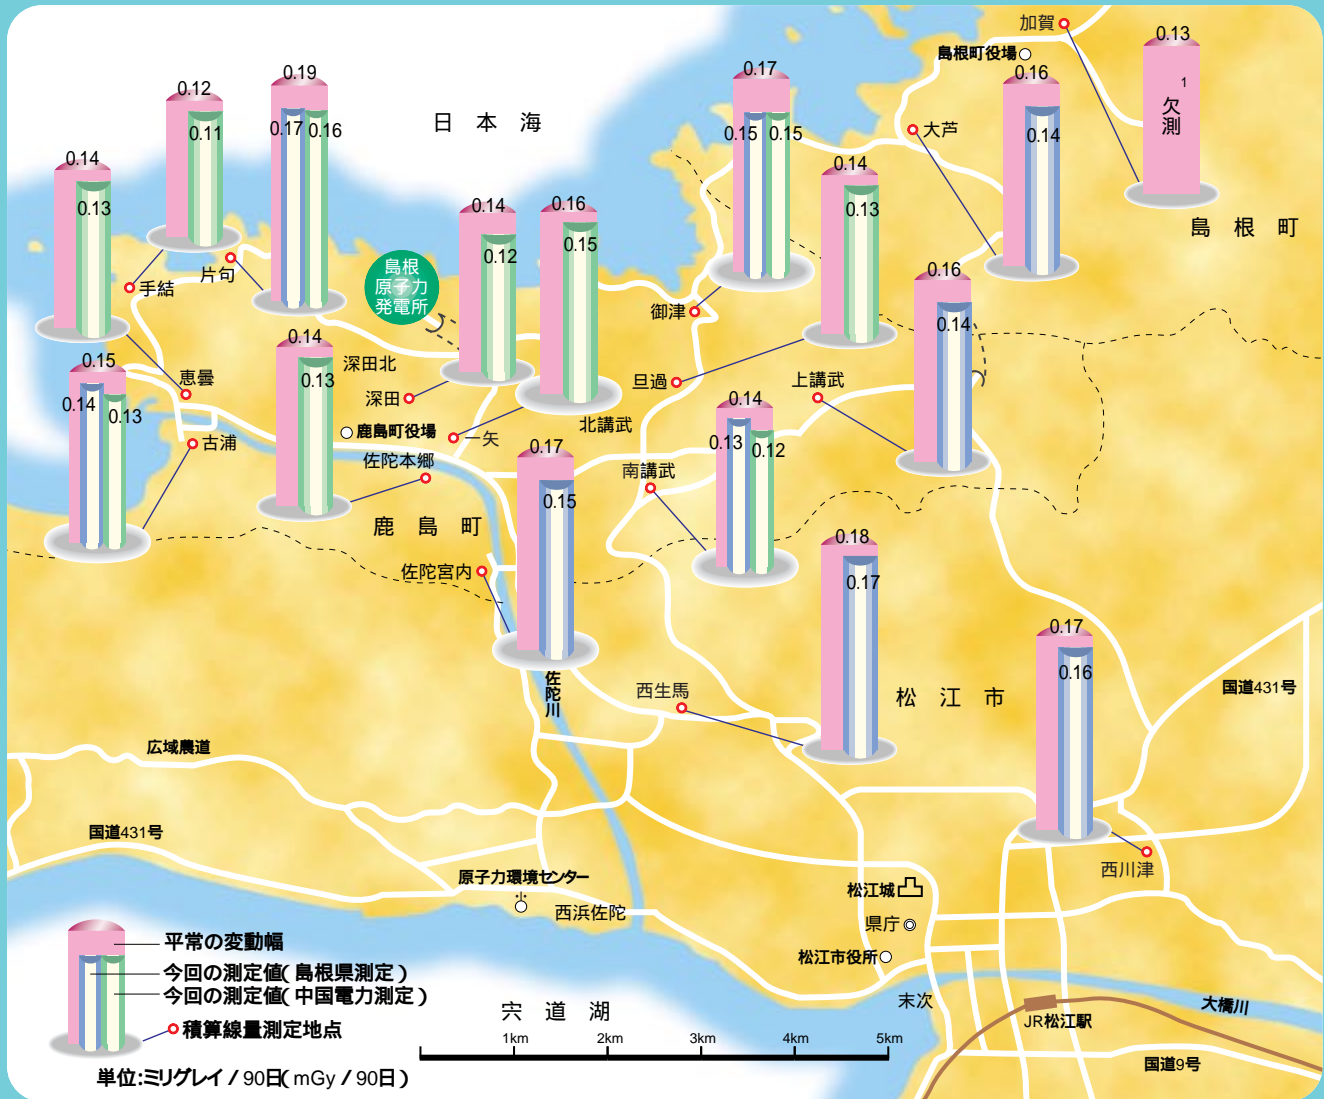 加賀
0.13
1
欠測
島根町役場
0.16
0.14
大芦
0.17
0.15
0.15
0.19
0.17
0.16
0.12
0.11
日本海
0.14
0.13
0.14
0.13
島根町
0.14
0.12
0.16
0.15
片句
手結
島根
原子力
発電所
御津
0.16
0.14
0.14
0.13
深田北
恵曇
深田
旦過
上講武
0.15
0.14
0.13
0.14
0.13
0.12
鹿島町役場
一矢
北講武
古浦
佐陀本郷
0.17
0.15
南講武
鹿島町
佐陀宮内
0.18
0.17
0.17
0.16
佐陀川
西生馬
松江市
国道431号
広域農道
国道431号
西川津
原子力環境センター
西浜佐陀
松江城
県庁
松江市役所
末次
大橋川
JR松江駅
国道9号
宍道湖
平常の変動幅
今回の測定値(島根県測定)
今回の測定値(中国電力測定)
積算線量測定地点
1km 2km 3km 4km 5km
単位:ミリグレイ / 90日(mGy / 90日)